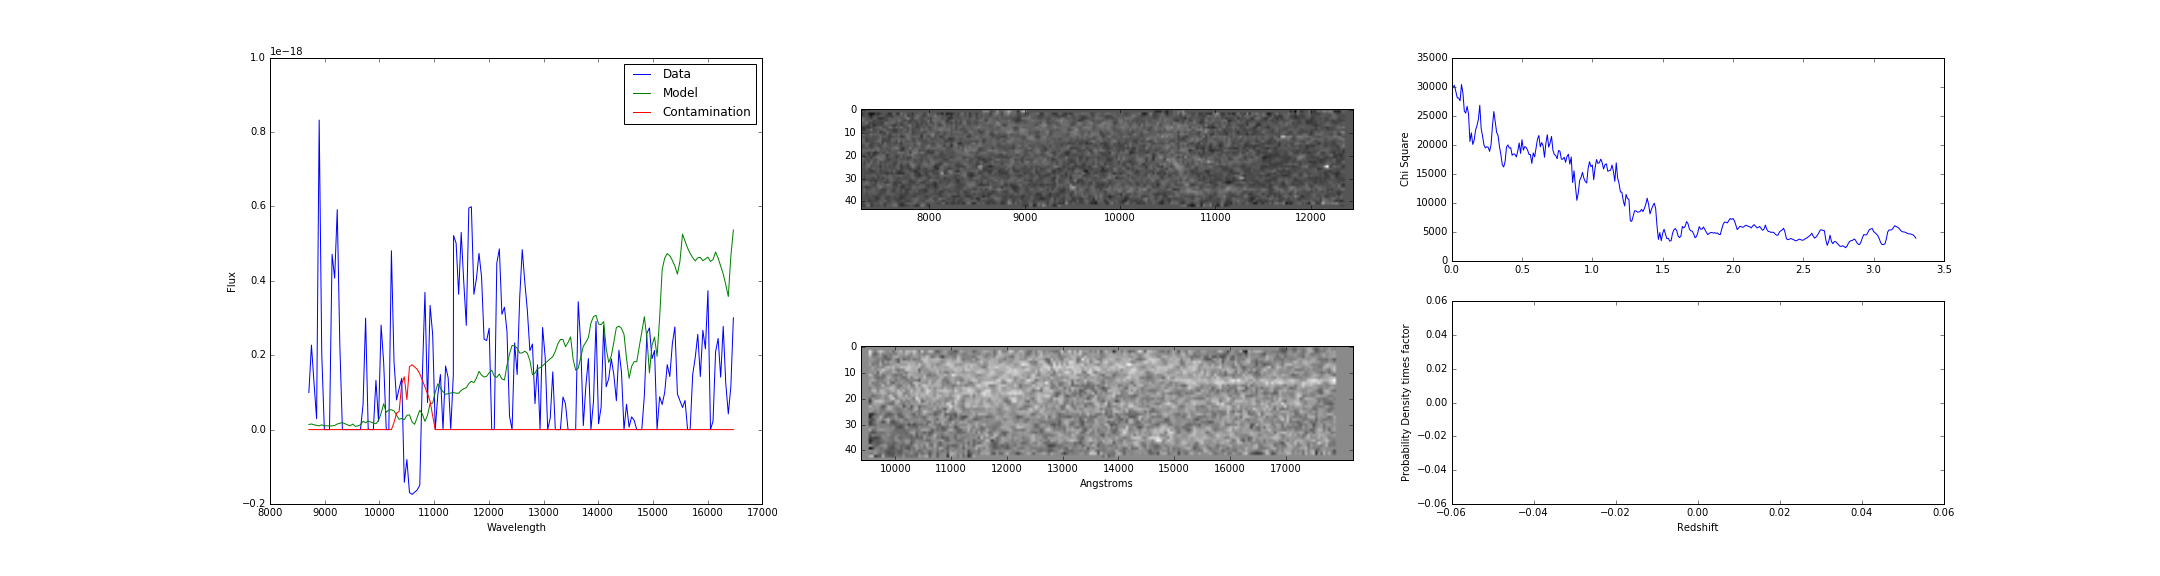 1e−18
1.0
0.8
0.6
0.4
0.2
0.0
−0.2
Flux
8000 9000 10000 11000 12000 13000 14000 15000 16000 17000
Wavelength
Data
Model
Contamination
0
10
20
30
40
8000 9000 10000 11000 12000
0
10
20
30
40
10000 11000 12000 13000 14000 15000 16000 17000
Angstroms
35000
30000
25000
20000
15000
10000
5000
0
Chi Square
0.0 0.5 1.0 1.5 2.0 2.5 3.0 3.5
0.06
0.04
0.02
0.00
−0.02
−0.04
−0.06
Probability Density times factor
−0.06 −0.04 −0.02 0.00 0.02 0.04 0.06
Redshift